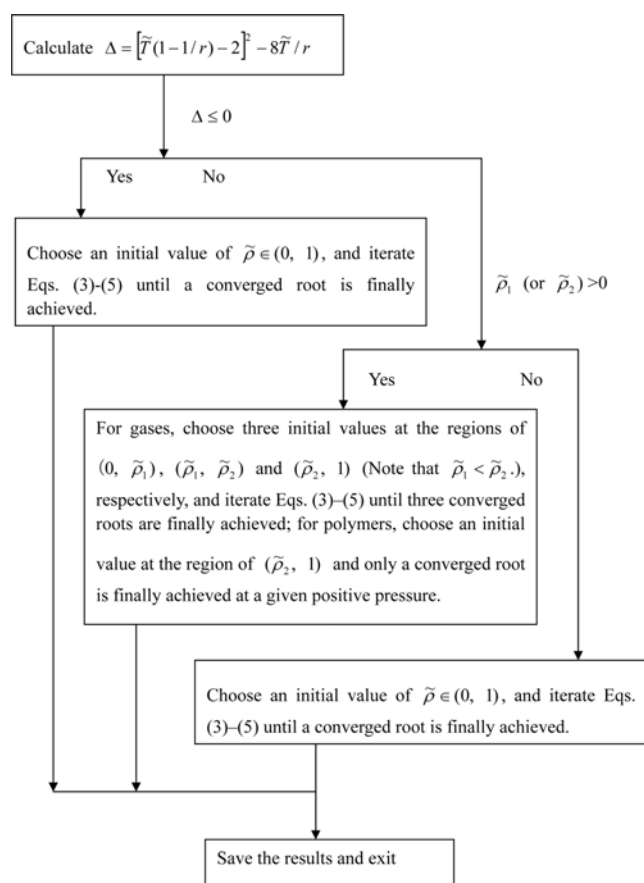 Calculate Δ = [T̃(1−1/r)−2]² −8T̃/r
Δ ≤ 0
Yes No
Choose an initial value of ρ̃ ∈ (0, 1), and iterate
Eqs. (3)-(5) until a converged root is finally
achieved.
ρ̃₁ (or ρ̃₂) >0
Yes No
For gases, choose three initial values at the regions of
(0, ρ̃₁), (ρ̃₁, ρ̃₂) and (ρ̃₂, 1) (Note that ρ̃₁ < ρ̃₂.),
respectively, and iterate Eqs. (3)–(5) until three converged
roots are finally achieved; for polymers, choose an initial
value at the region of (ρ̃₂, 1) and only a converged root
is finally achieved at a given positive pressure.
Choose an initial value of ρ̃ ∈ (0, 1), and iterate Eqs.
(3)–(5) until a converged root is finally achieved.
Save the results and exit